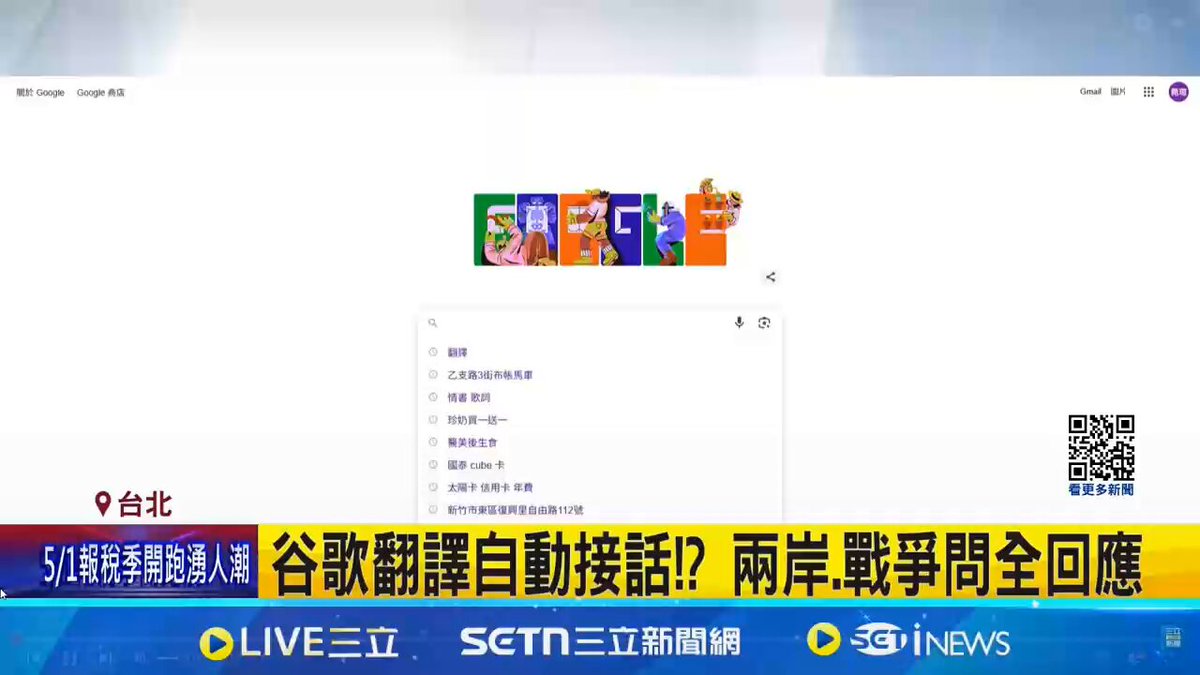 關於 Google Google 商店
Gmail 圖片
翻譯
乙支路3街布帳馬車
情書 歌詞
珍奶買一送一
醫美後生食
國泰 cube 卡
太陽卡 信用卡 年費
新竹市東區復興里自由路112號
看更多新聞
台北
5/1報稅季開跑湧人潮
谷歌翻譯自動接話!? 兩岸.戰爭問全回應
LIVE三立
SETN三立新聞網
SETiNEWS